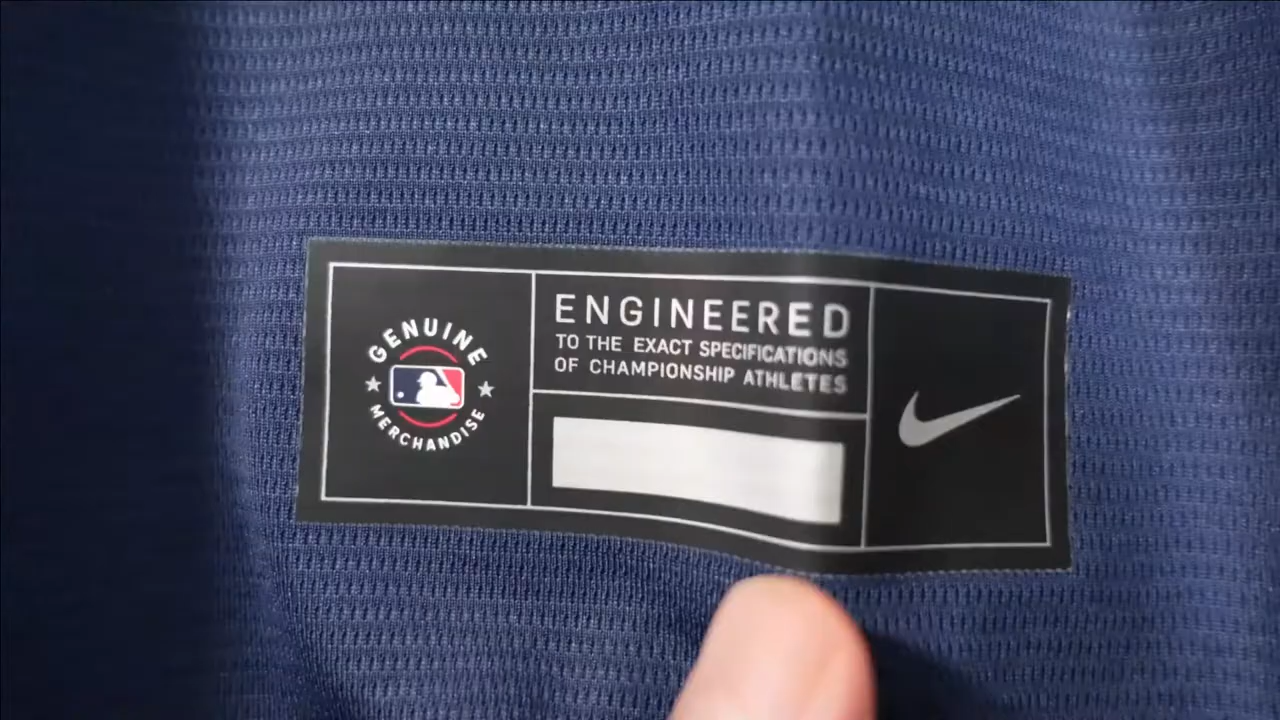 GENUINE
MERCHANDISE
ENGINEERED
TO THE EXACT SPECIFICATIONS
OF CHAMPIONSHIP ATHLETES